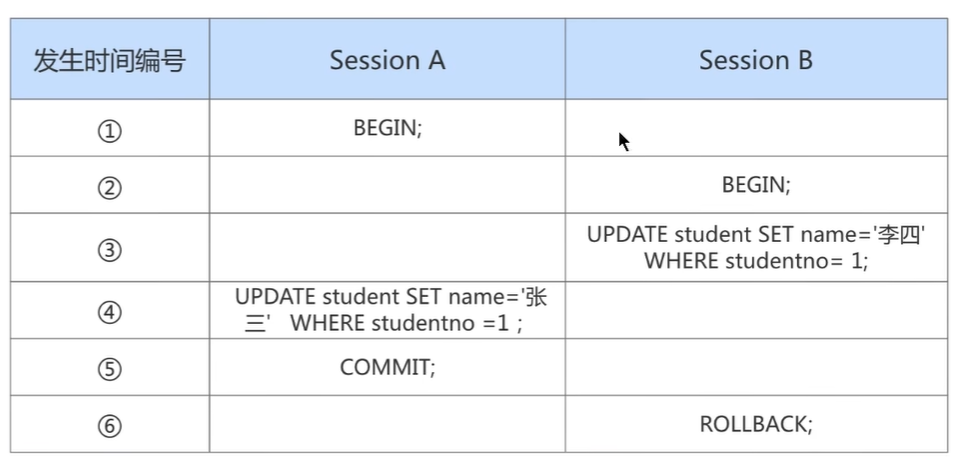 发生时间编号 Session A Session B
① BEGIN;
② BEGIN;
③ UPDATE student SET name='李四'
WHERE studentno= 1;
④ UPDATE student SET name='张
三' WHERE studentno =1 ;
⑤ COMMIT;
⑥ ROLLBACK;